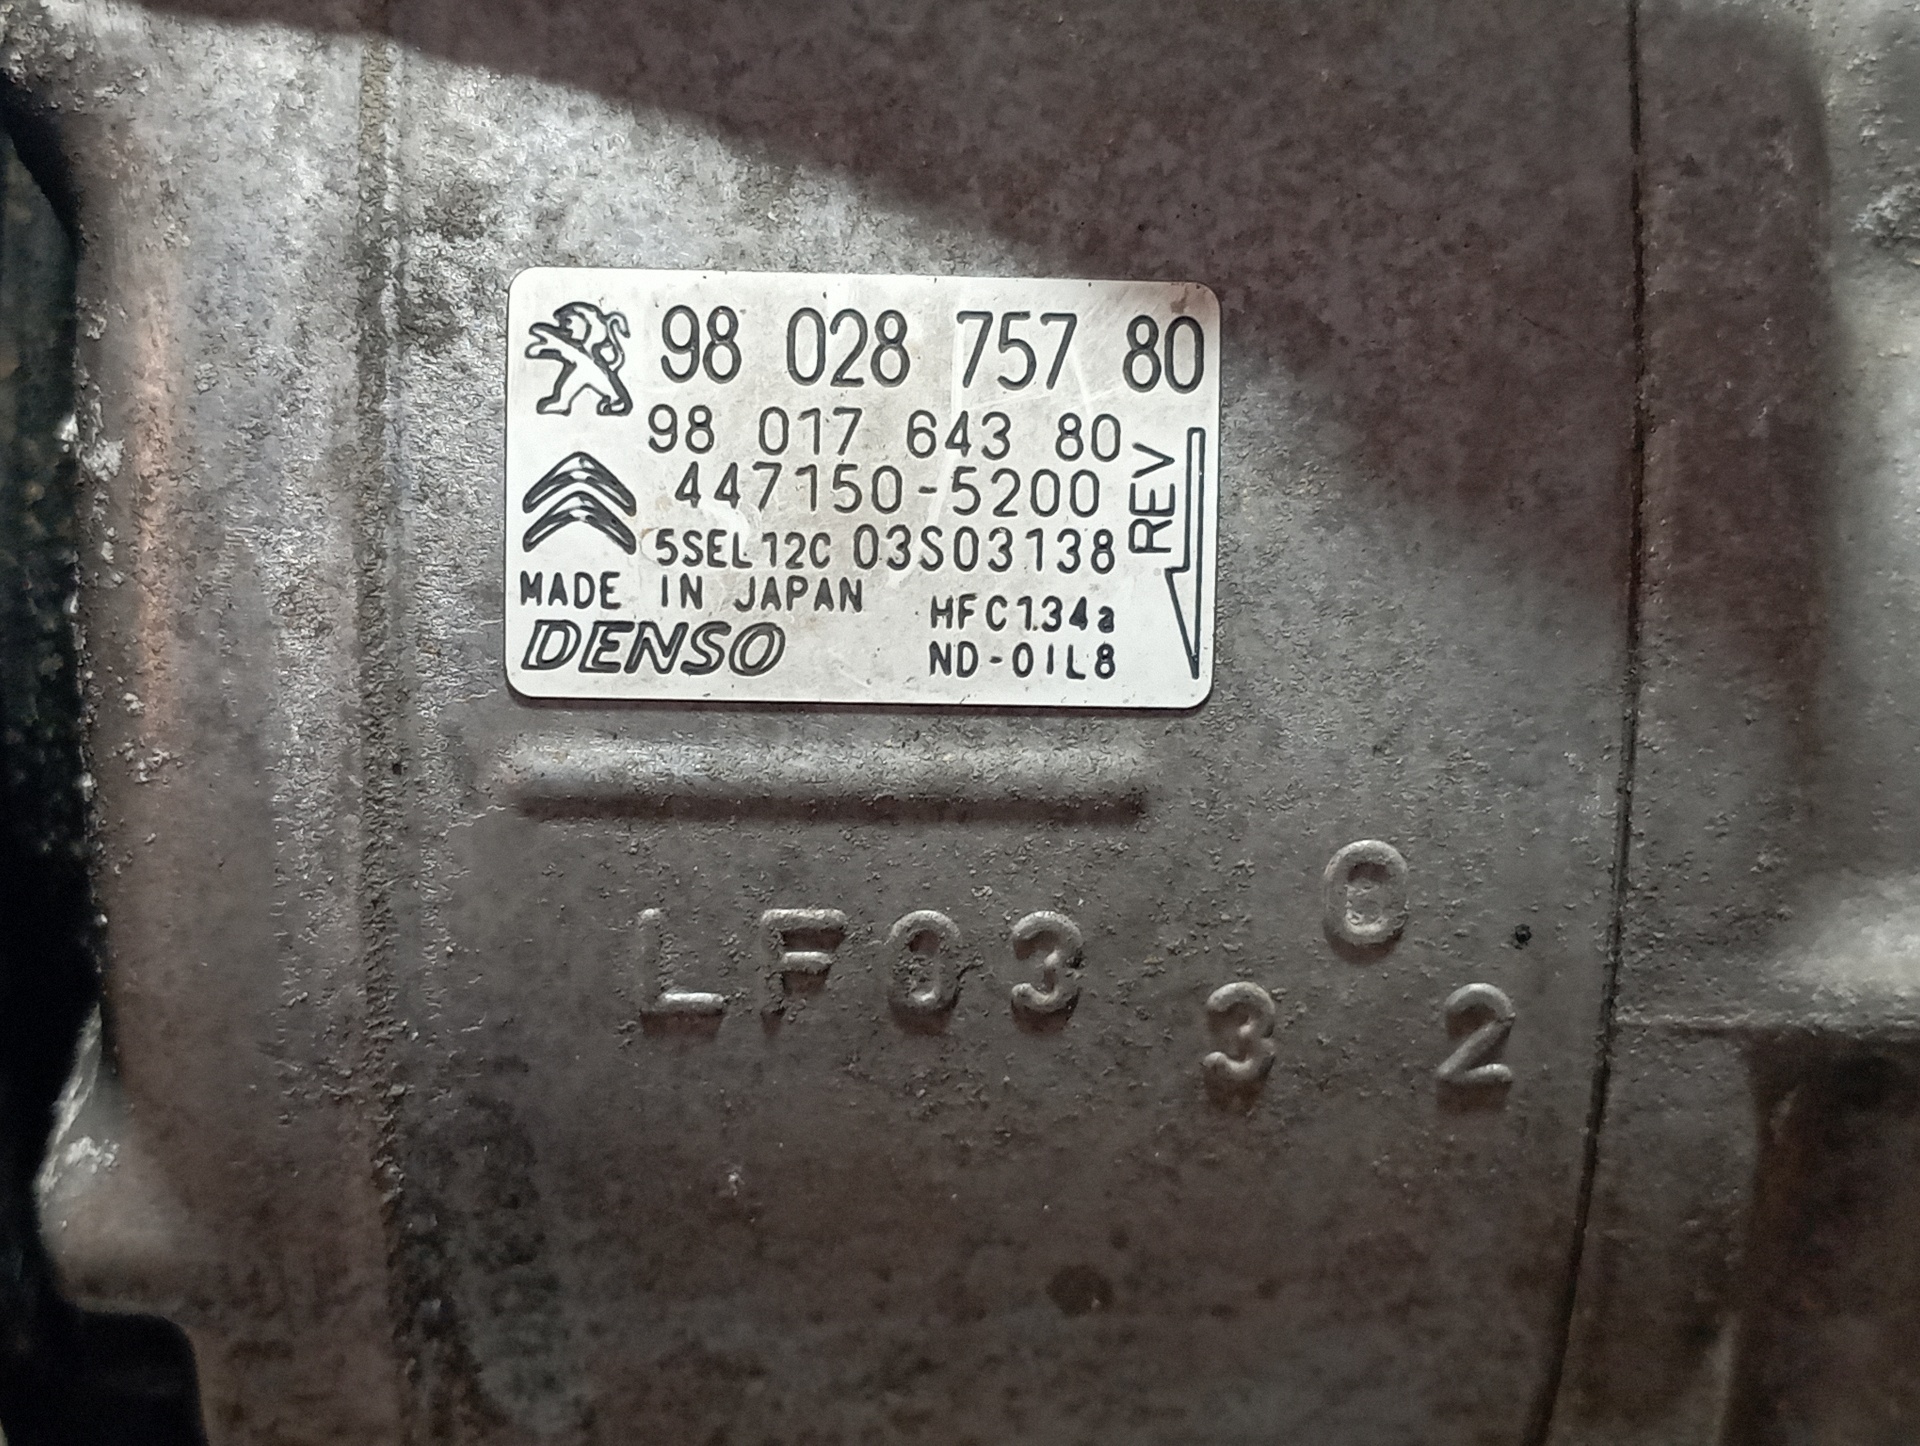 98 028 757 80
98 017 643 80
447150-5200
5SEL12C 03S03138
REV
MADE IN JAPAN
HFC134a
DENSO
ND-OIL8
LF03
0
3 2